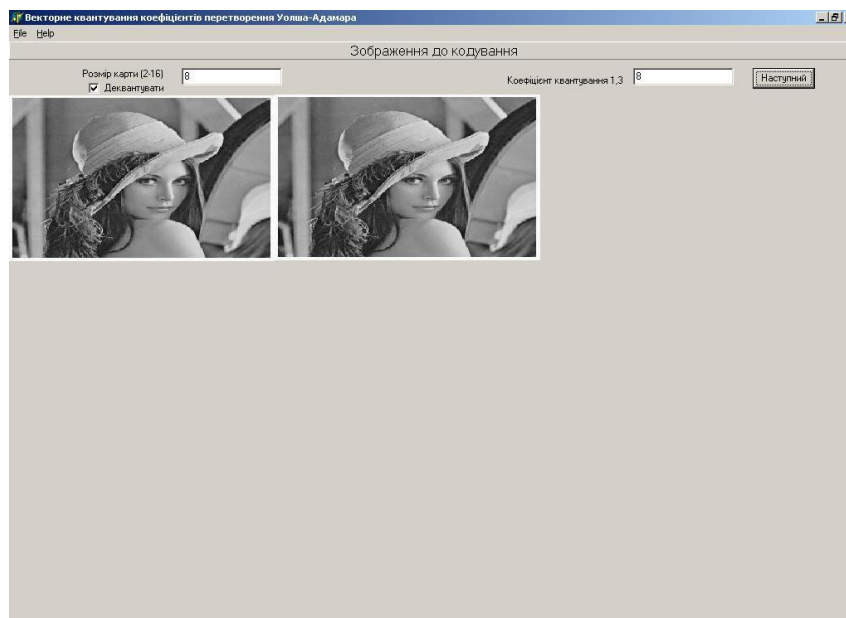 Векторне квантування коефіцієнтів перетворення Уолша-Адамара
File Help
Зображення до кодування
Розмір карти (2-16) 8 Коефіцієнт квантування 1,3 8 Наступний
Деквантувати